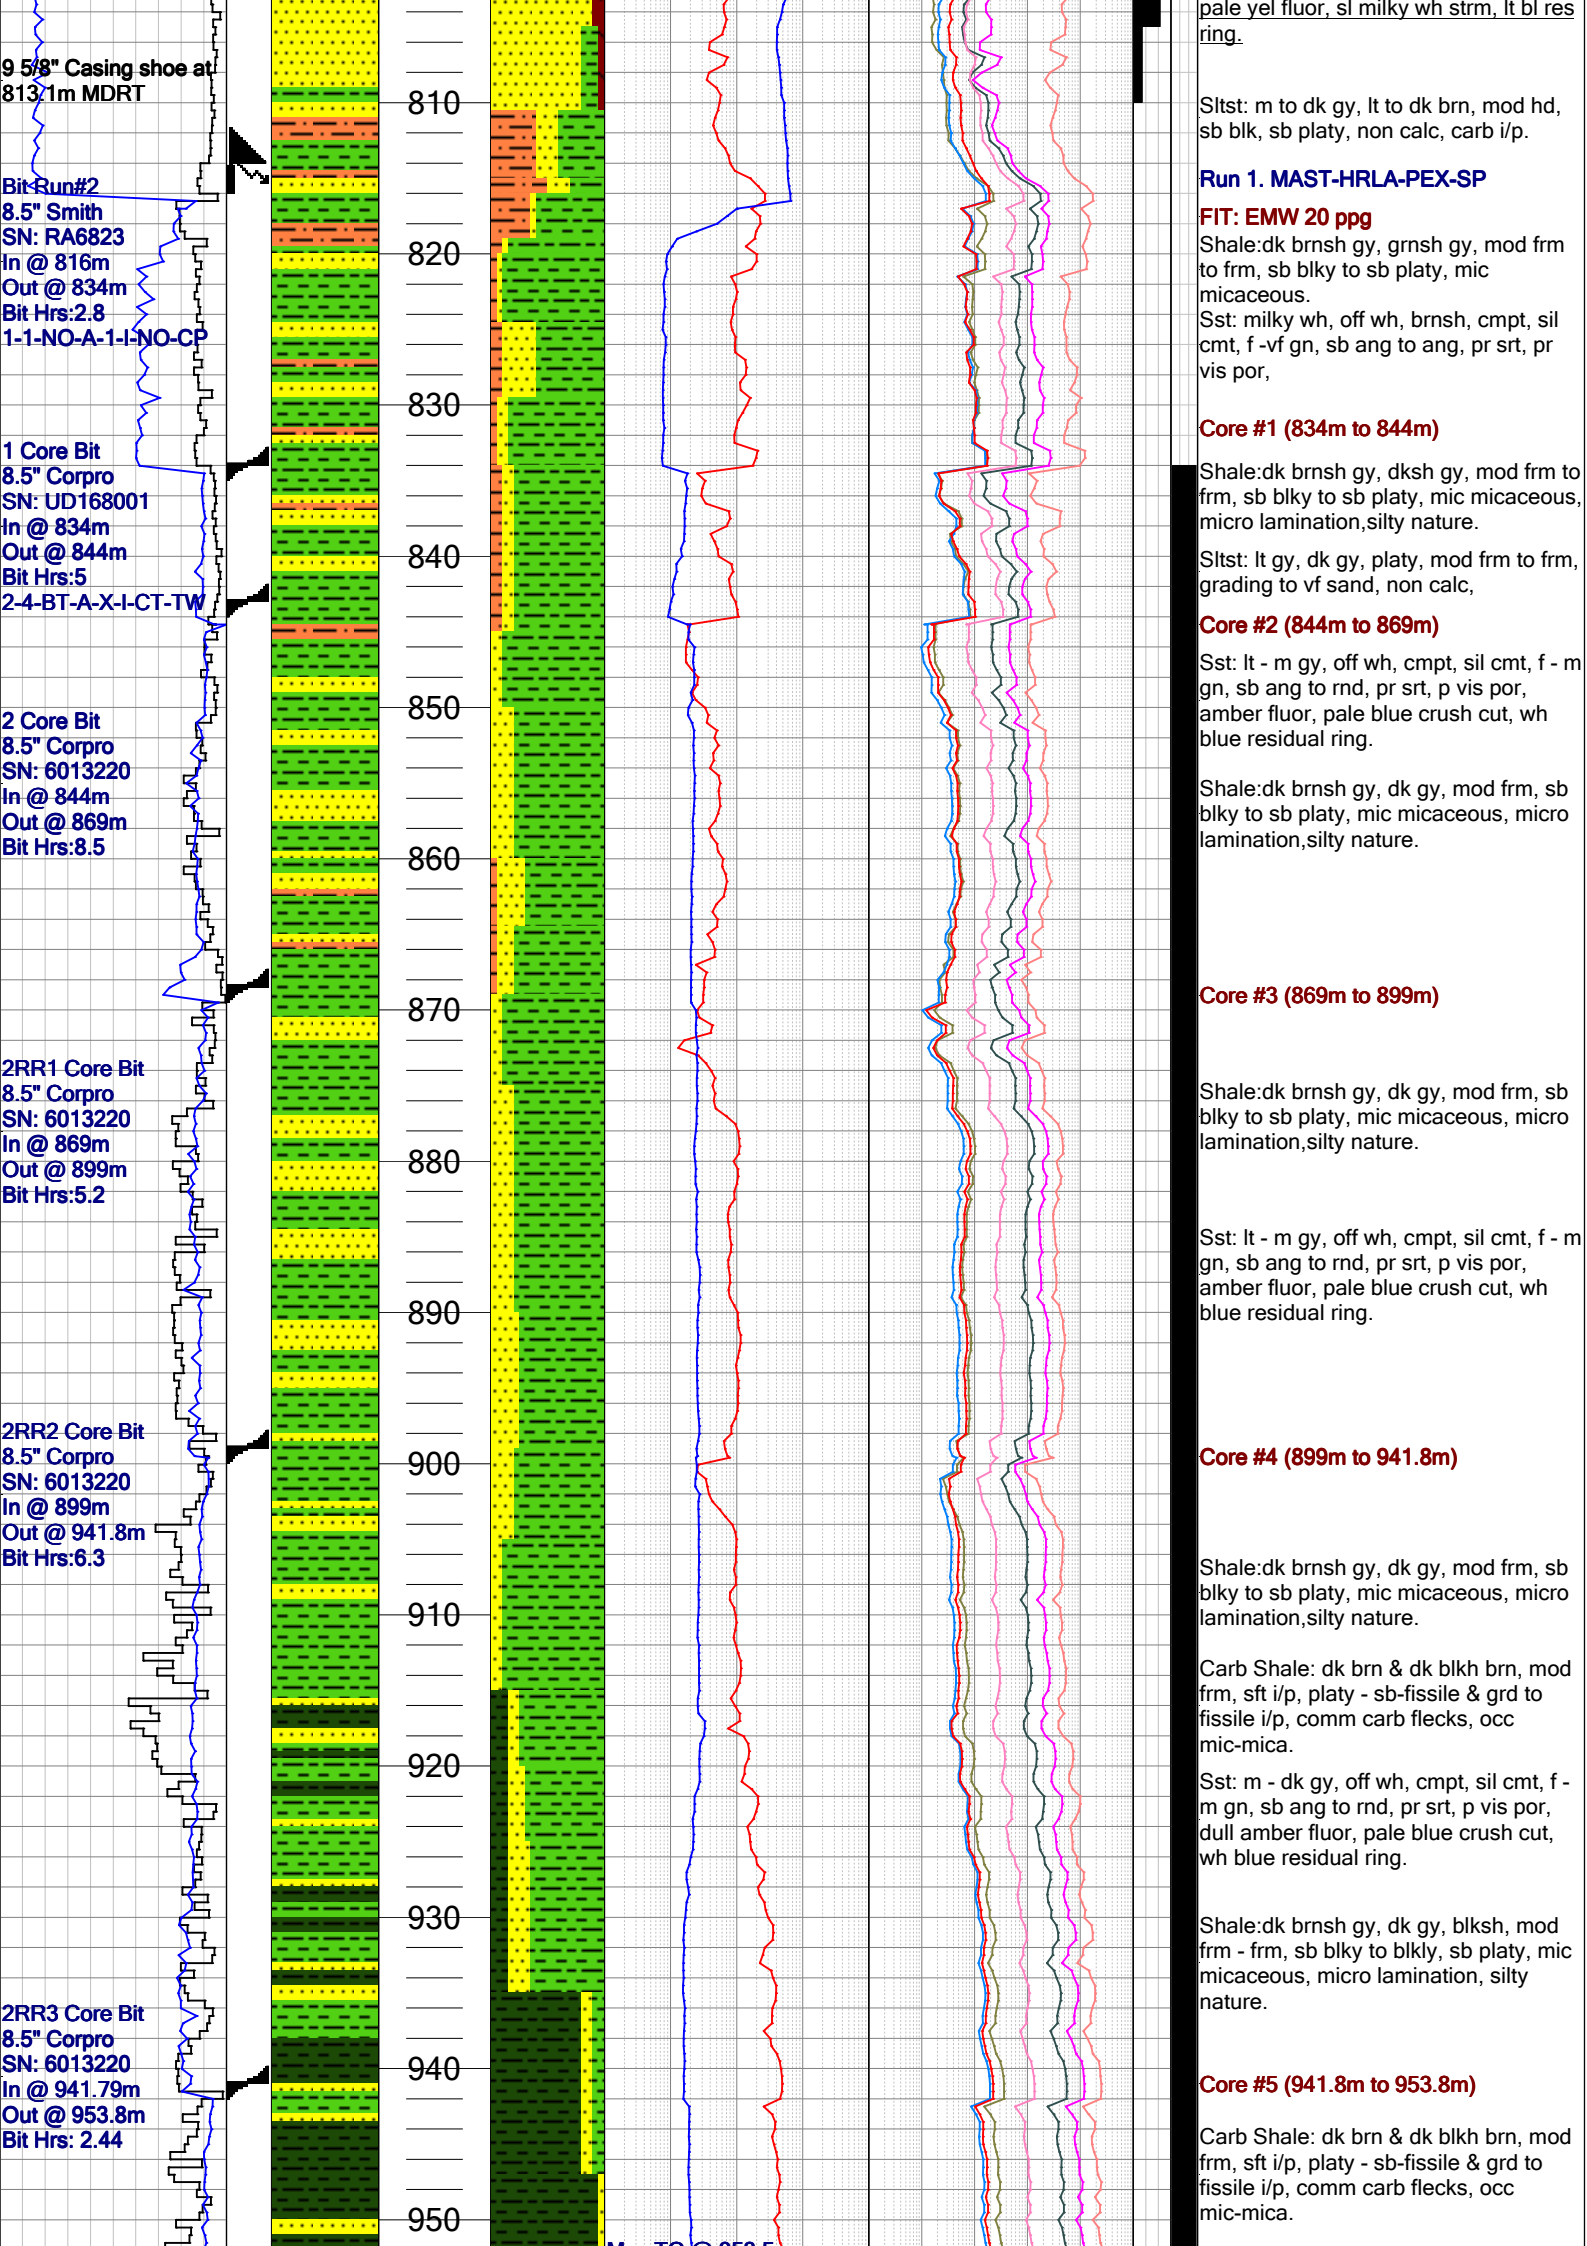 9 5/8" Casing shoe at
813.1m MDRT
Bit Run#2
8.5" Smith
SN: RA6823
In @ 816m
Out @ 834m
Bit Hrs:2.8
1-1-NO-A-1-I-NO-CP
1 Core Bit
8.5" Corpro
SN: UD168001
In @ 834m
Out @ 844m
Bit Hrs:5
2-4-BT-A-X-I-CT-TW
2 Core Bit
8.5" Corpro
SN: 6013220
In @ 844m
Out @ 869m
Bit Hrs:8.5
2RR1 Core Bit
8.5" Corpro
SN: 6013220
In @ 869m
Out @ 899m
Bit Hrs:5.2
2RR2 Core Bit
8.5" Corpro
SN: 6013220
In @ 899m
Out @ 941.8m
Bit Hrs:6.3
2RR3 Core Bit
8.5" Corpro
SN: 6013220
In @ 941.79m
Out @ 953.8m
Bit Hrs: 2.44
810
820
830
840
850
860
870
880
890
900
910
920
930
940
950
pale yel fluor, sl milky wh strm, lt bl res
ring.
Sltst: m to dk gy, lt to dk brn, mod hd,
sb blk, sb platy, non calc, carb i/p.
Run 1. MAST-HRLA-PEX-SP
FIT: EMW 20 ppg
Shale:dk brnsh gy, grnsh gy, mod frm
to frm, sb blky to sb platy, mic
micaceous.
Sst: milky wh, off wh, brnsh, cmpt, sil
cmt, f -vf gn, sb ang to ang, pr srt, pr
vis por,
Core #1 (834m to 844m)
Shale:dk brnsh gy, dksh gy, mod frm to
frm, sb blky to sb platy, mic micaceous,
micro lamination,silty nature.
Sltst: lt gy, dk gy, platy, mod frm to frm,
grading to vf sand, non calc,
Core #2 (844m to 869m)
Sst: lt - m gy, off wh, cmpt, sil cmt, f - m
gn, sb ang to rnd, pr srt, p vis por,
amber fluor, pale blue crush cut, wh
blue residual ring.
Shale:dk brnsh gy, dk gy, mod frm, sb
blky to sb platy, mic micaceous, micro
lamination,silty nature.
Core #3 (869m to 899m)
Shale:dk brnsh gy, dk gy, mod frm, sb
blky to sb platy, mic micaceous, micro
lamination,silty nature.
Sst: lt - m gy, off wh, cmpt, sil cmt, f - m
gn, sb ang to rnd, pr srt, p vis por,
amber fluor, pale blue crush cut, wh
blue residual ring.
Core #4 (899m to 941.8m)
Shale:dk brnsh gy, dk gy, mod frm, sb
blky to sb platy, mic micaceous, micro
lamination,silty nature.
Carb Shale: dk brn & dk blkh brn, mod
frm, sft i/p, platy - sb-fissile & grd to
fissile i/p, comm carb flecks, occ
mic-mica.
Sst: m - dk gy, off wh, cmpt, sil cmt, f -
m gn, sb ang to rnd, pr srt, p vis por,
dull amber fluor, pale blue crush cut,
wh blue residual ring.
Shale:dk brnsh gy, dk gy, blksh, mod
frm - frm, sb blky to blkly, sb platy, mic
micaceous, micro lamination, silty
nature.
Core #5 (941.8m to 953.8m)
Carb Shale: dk brn & dk blkh brn, mod
frm, sft i/p, platy - sb-fissile & grd to
fissile i/p, comm carb flecks, occ
mic-mica.